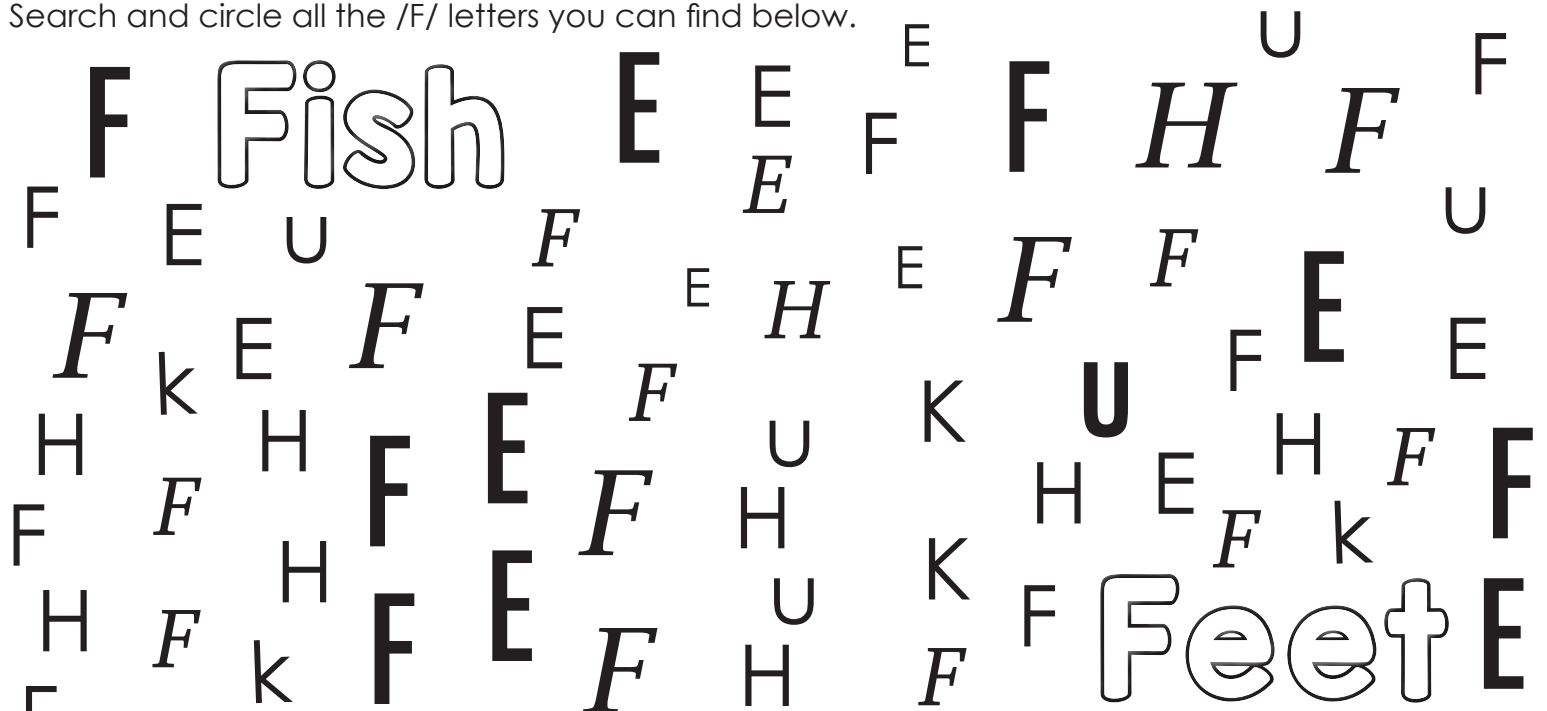 Search and circle all the /F/ letters you can find below.
E U F
F Fish E E F F H F
E
F E U F U
E H E F F E
F k E F E F F E
H H F E U K U H F F
F F H F H H E F k
H F H F E F U K F Feet E
k H F